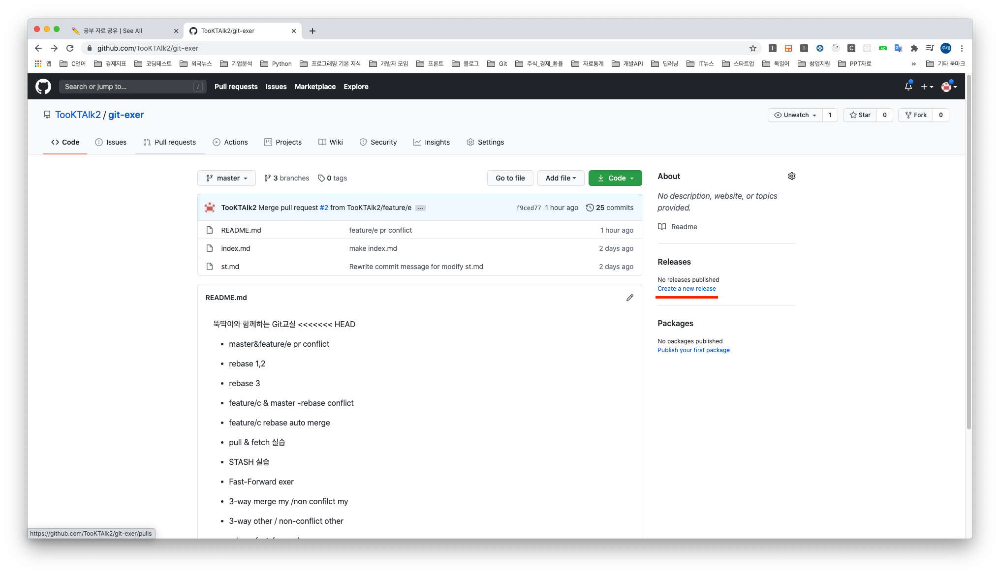 공부 자료 공유 | See All
TooKTAlk2/git-exer
github.com/TooKTAlk2/git-exer
앱 C언어 경제지표 코딩테스트 외국뉴스 기업분석 Python 프로그래밍 기본 지식 개발자 모임 프론트 블로그 Git 주식_경제_환율 자료통계 개발API 딥러닝 IT뉴스 스타트업 독일어 창업지원 PPT자료 » 기타 북마크
Search or jump to... /
Pull requests Issues Marketplace Explore
TooKTAlk2 / git-exer
Unwatch 1 Star 0 Fork 0
Code Issues Pull requests Actions Projects Wiki Security Insights Settings
master 3 branches 0 tags
Go to file Add file Code
TooKTAlk2 Merge pull request #2 from TooKTAlk2/feature/e ...
f9ced77 1 hour ago 25 commits
README.md feature/e pr conflict 1 hour ago
index.md make index.md 2 days ago
st.md Rewrite commit message for modify st.md 2 days ago
README.md
뚝딱이와 함께하는 Git교실 <<<<<<< HEAD
• master&feature/e pr conflict
• rebase 1,2
• rebase 3
• feature/c & master -rebase conflict
• feature/c rebase auto merge
• pull & fetch 실습
• STASH 실습
• Fast-Forward exer
• 3-way merge my /non confilct my
• 3-way other / non-conflict other
About
No description, website, or topics
provided.
Readme
Releases
No releases published
Create a new release
Packages
No packages published
Publish your first package
https://github.com/TooKTAlk2/git-exer/pulls